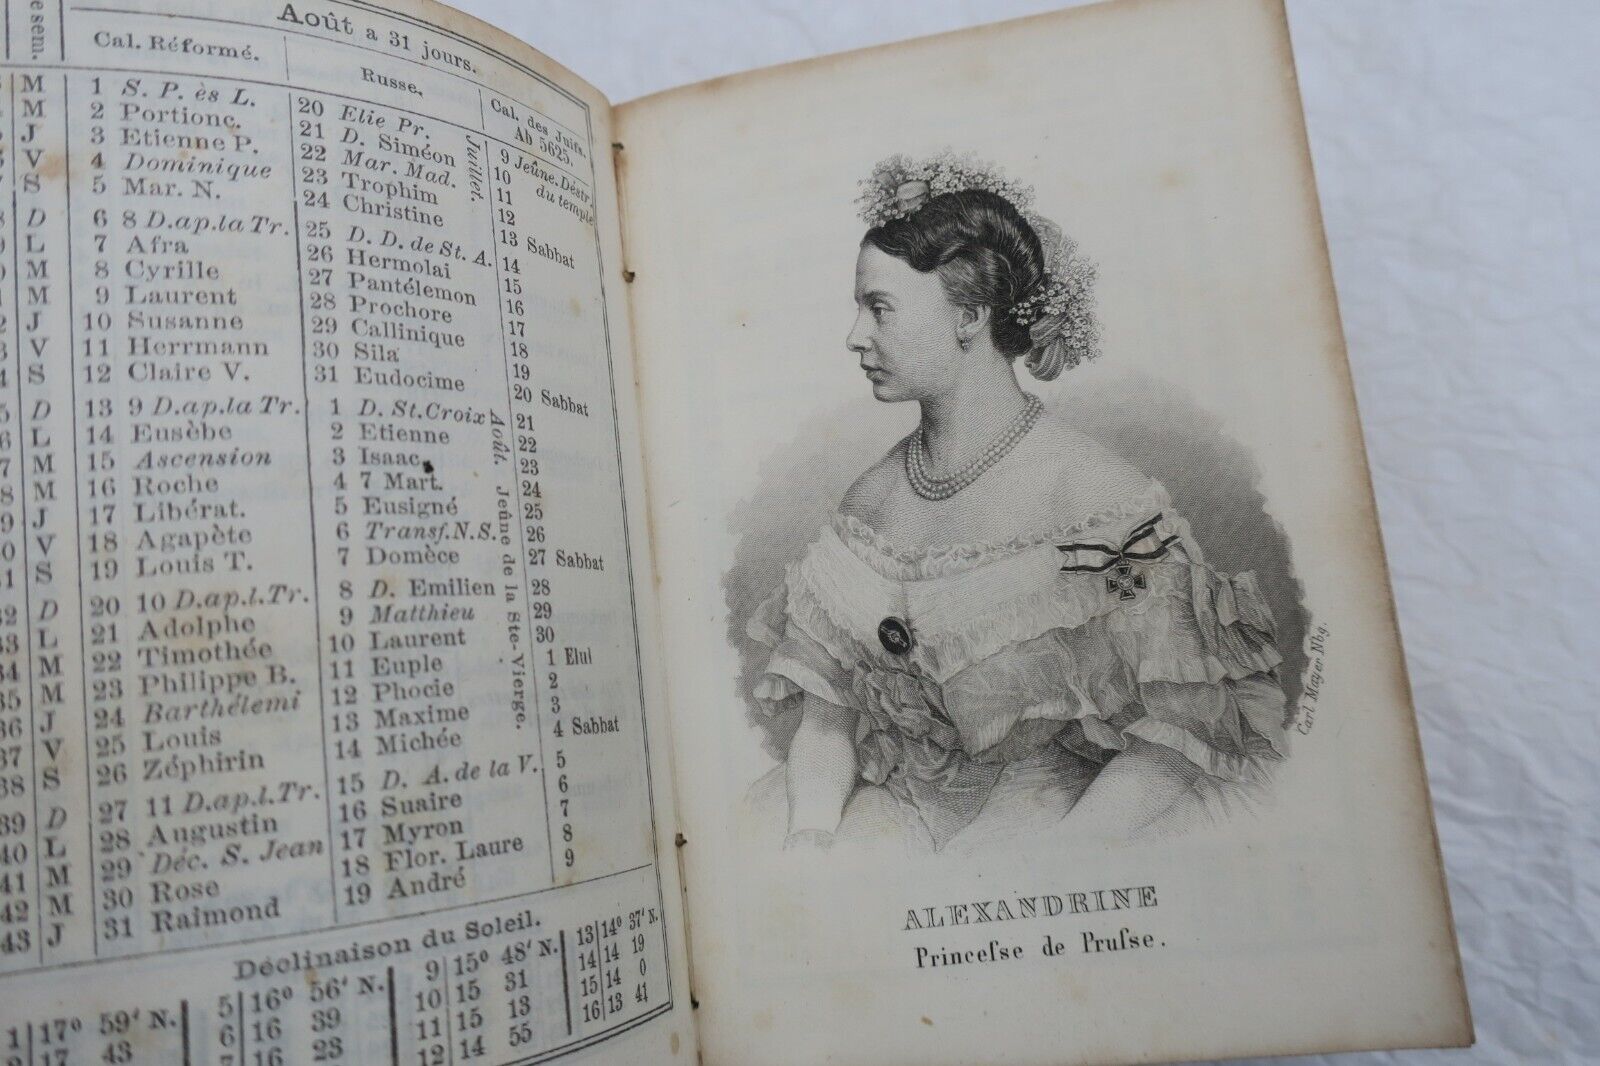 Août a 31 jours.
Cal. Réformé. Russe. Cal. des Juifs. Ab 5625.
M 1 S. P. ès L. 20 Elie Pr. 9 Jeûne. Déstr.
M 2 Portionc. 21 D. Siméon 10 du temple
J 3 Etienne P. 22 Mar. Mad. 11
V 4 Dominique 23 Trophim 12
S 5 Mar. N. 24 Christine 13 Sabbat
Juillet.
D 6 8 D.ap.la Tr. 25 D. D. de St. A. 14
L 7 Afra 26 Hermolai 15
M 8 Cyrille 27 Pantélemon 16
M 9 Laurent 28 Prochore 17
J 10 Susanne 29 Callinique 18
V 11 Herrmann 30 Sila 19
S 12 Claire V. 31 Eudocime 20 Sabbat
D 13 9 D.ap.la Tr. 1 D. St. Croix 21
L 14 Eusèbe 2 Etienne 22
M 15 Ascension 3 Isaac 23
M 16 Roche 4 7 Mart. 24
J 17 Libérat. 5 Eusigné 25
V 18 Agapète 6 Transf. N. S. 26
S 19 Louis T. 7 Domèce 27 Sabbat
D 20 10 D.ap.l.Tr. 8 D. Emilien 28
L 21 Adolphe 9 Matthieu 29
M 22 Timothée 10 Laurent 30
M 23 Philippe B. 11 Euple 1 Elul
J 24 Barthélemi 12 Phocie 2
V 25 Louis 13 Maxime 3
S 26 Zéphirin 14 Michée 4 Sabbat
D 27 11 D.ap.l.Tr. 15 D. A. de la V. 5
L 28 Augustin 16 Suaire 6
M 29 Déc. S. Jean 17 Myron 7
M 30 Rose 18 Flor. Laure 8
J 31 Raimond 19 André 9
Août. Jeûne de la Ste-Vierge.
Déclinaison du Soleil.
1 17° 59' N. 5 16° 56' N. 9 15° 48' N. 13 14° 37' N.
17 43 6 16 39 10 15 31 14 14 19
16 23 11 15 13 15 14 0
12 14 55 16 13 41
ALEXANDRINE
Princeſse de Pruſse.
Carl Mayer Nbg.